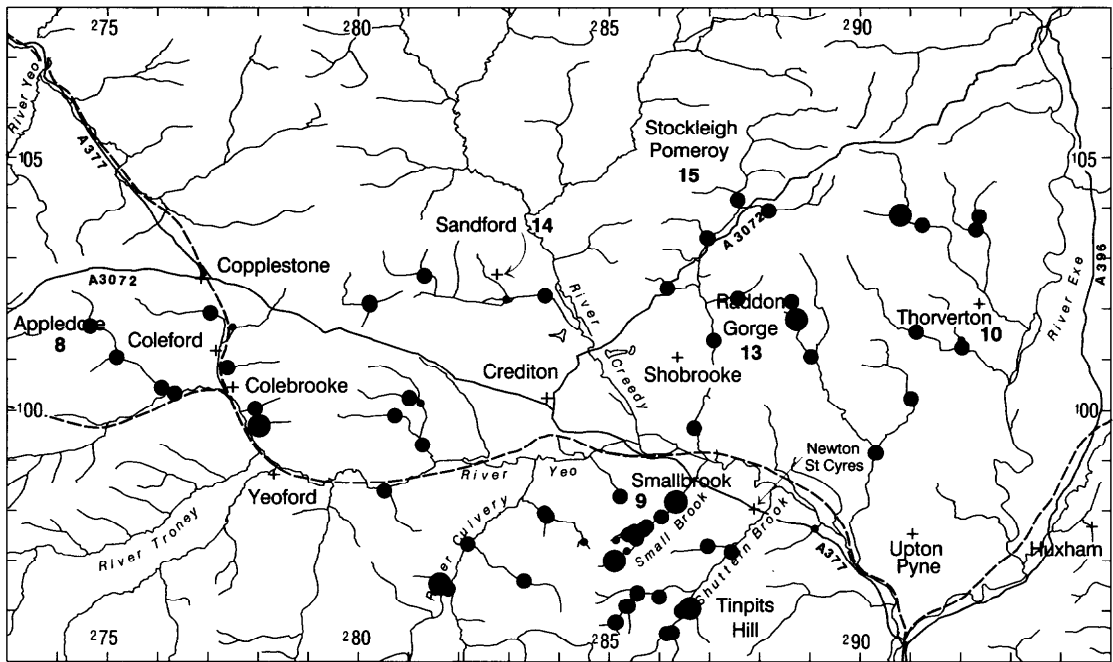 275
280
285
290
River Yeo
A377
105
Stockleigh
Pomeroy
15
105
Sandford 14
A 3072
A396
Copplestone
A3072
River
Creedy
Raddon
Gorge
13
Thorverton
10
River Exe
Appledore
8
Coleford
Crediton
Shobrooke
Colebrooke
100
100
Newton
St Cyres
River Yeo
Yeoford
Smallbrook
9
Small Brook
River Troney
Culvery
Shuttern Brook
A377
Upton
Pyne
Huxham
Tinpits
Hill
275
280
285
290